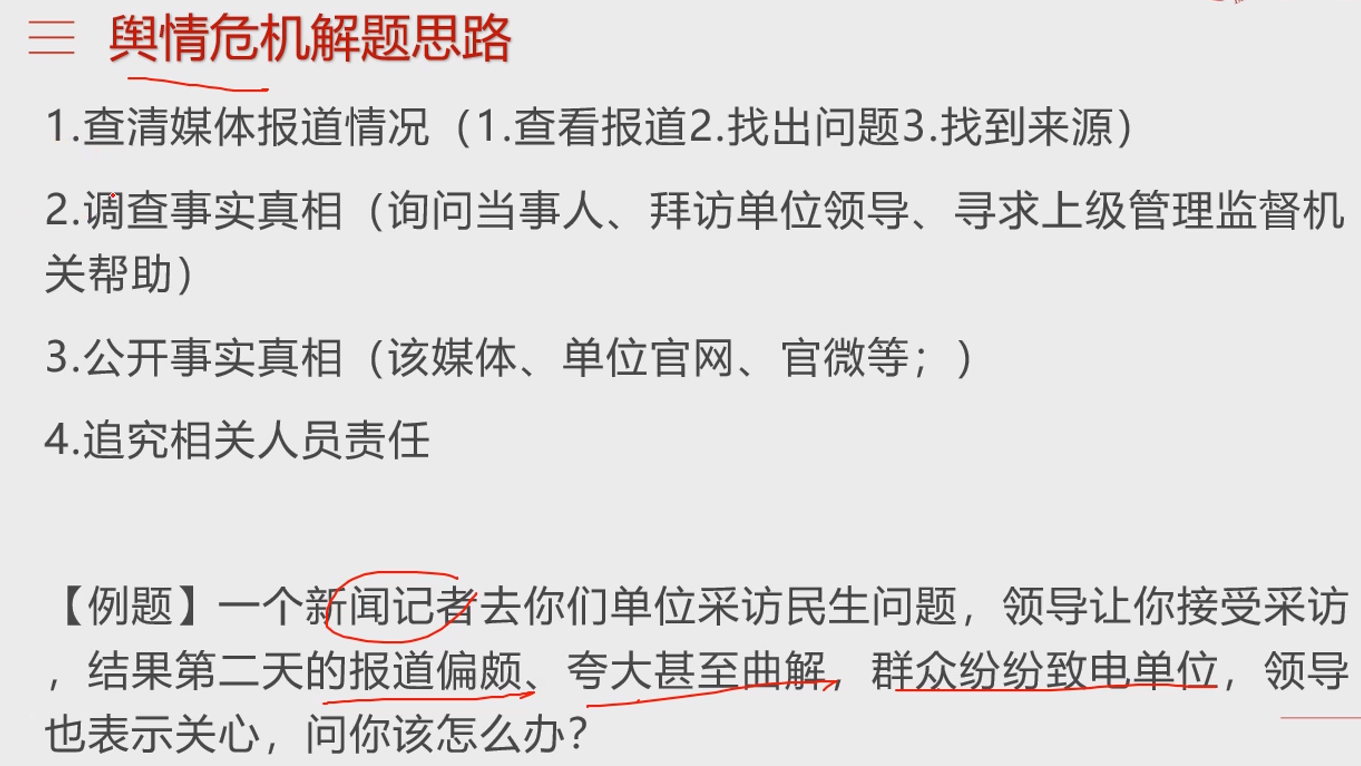 舆情危机解题思路
1.查清媒体报道情况（1.查看报道2.找出问题3.找到来源）
2.调查事实真相（询问当事人、拜访单位领导、寻求上级管理监督机
关帮助）
3.公开事实真相（该媒体、单位官网、官微等；）
4.追究相关人员责任
【例题】一个新闻记者去你们单位采访民生问题，领导让你接受采访
，结果第二天的报道偏颇、夸大甚至曲解，群众纷纷致电单位，领导
也表示关心，问你该怎么办？